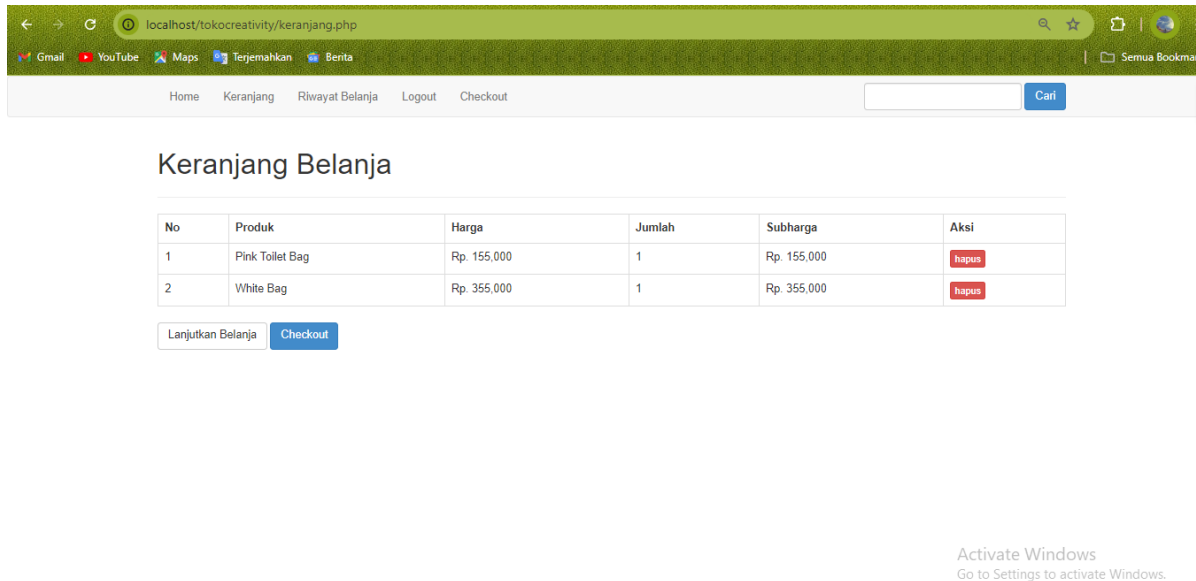 localhost/tokocreativity/keranjang.php
Gmail YouTube Maps Terjemahkan Berita Semua Bookma
Home Keranjang Riwayat Belanja Logout Checkout Cari
Keranjang Belanja
No Produk Harga Jumlah Subharga Aksi
1 Pink Toilet Bag Rp. 155,000 1 Rp. 155,000 hapus
2 White Bag Rp. 355,000 1 Rp. 355,000 hapus
Lanjutkan Belanja Checkout
Activate Windows
Go to Settings to activate Windows.